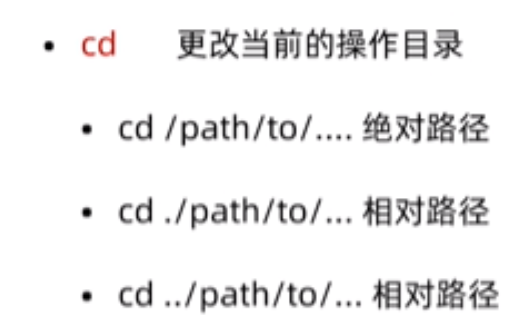 • cd 更改当前的操作目录
• cd /path/to/.... 绝对路径
• cd ./path/to/... 相对路径
• cd ../path/to/... 相对路径